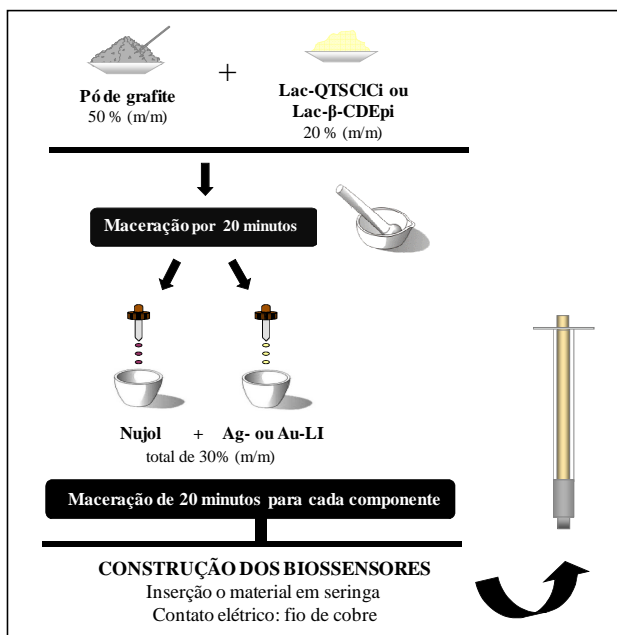 Pó de grafite
50 % (m/m)
+
Lac-QTSClCi ou
Lac-β-CDEpi
20 % (m/m)
Maceração por 20 minutos
Nujol + Ag- ou Au-LI
total de 30% (m/m)
Maceração de 20 minutos para cada componente
CONSTRUÇÃO DOS BIOSSENSORES
Inserção o material em seringa
Contato elétrico: fio de cobre